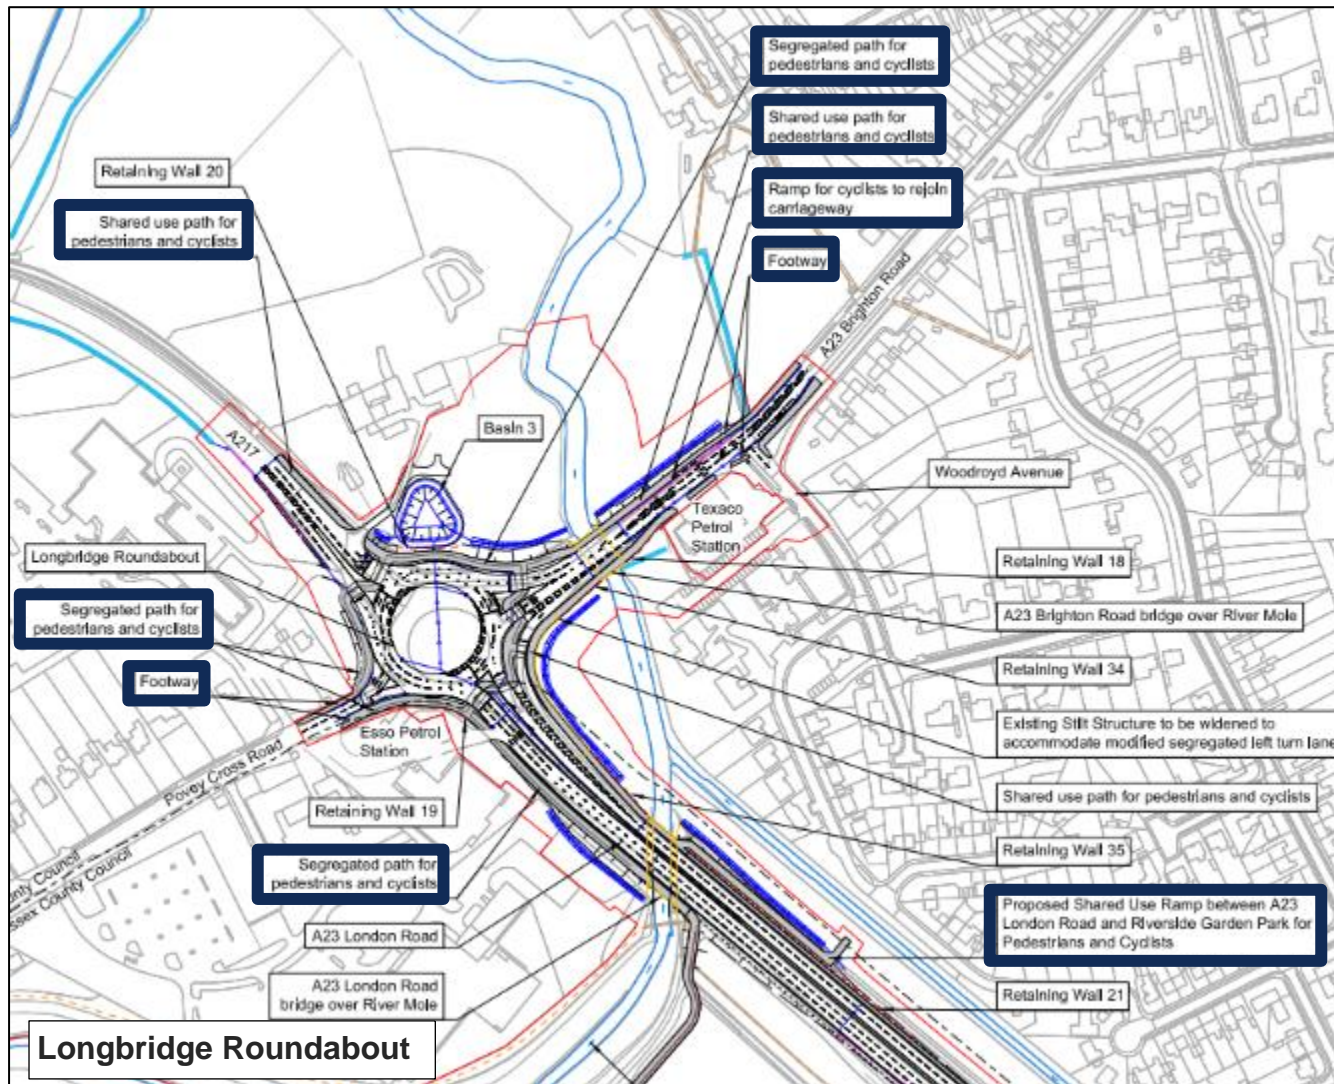 Segregated path for
pedestrians and cyclists
Shared use path for
pedestrians and cyclists
Ramp for cyclists to rejoin
carriageway
Footway
Retaining Wall 20
Shared use path for
pedestrians and cyclists
A23 Brighton Road
A217
Basin 3
Woodroyd Avenue
Texaco
Petrol
Station
Longbridge Roundabout
Retaining Wall 18
Segregated path for
pedestrians and cyclists
A23 Brighton Road bridge over River Mole
Retaining Wall 34
Footway
Esso Petrol
Station
Existing Stilt Structure to be widened to
accommodate modified segregated left turn lane
Povey Cross Road
Shared use path for pedestrians and cyclists
Retaining Wall 19
Retaining Wall 35
Segregated path for
pedestrians and cyclists
unty Council
ssex County Council
Proposed Shared Use Ramp between A23
London Road and Riverside Garden Park for
Pedestrians and Cyclists
A23 London Road
A23 London Road
bridge over River Mole
Retaining Wall 21
Longbridge Roundabout